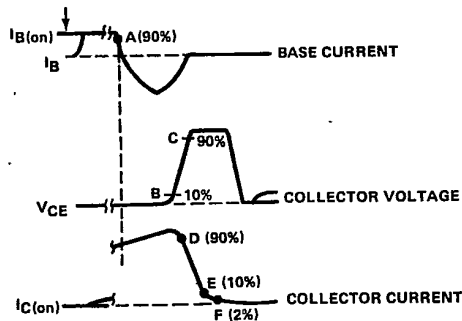 IB(on)
A(90%)
IB
BASE CURRENT
C
90%
B
10%
VCE
COLLECTOR VOLTAGE
D (90%)
E (10%)
IC(on)
F (2%)
COLLECTOR CURRENT